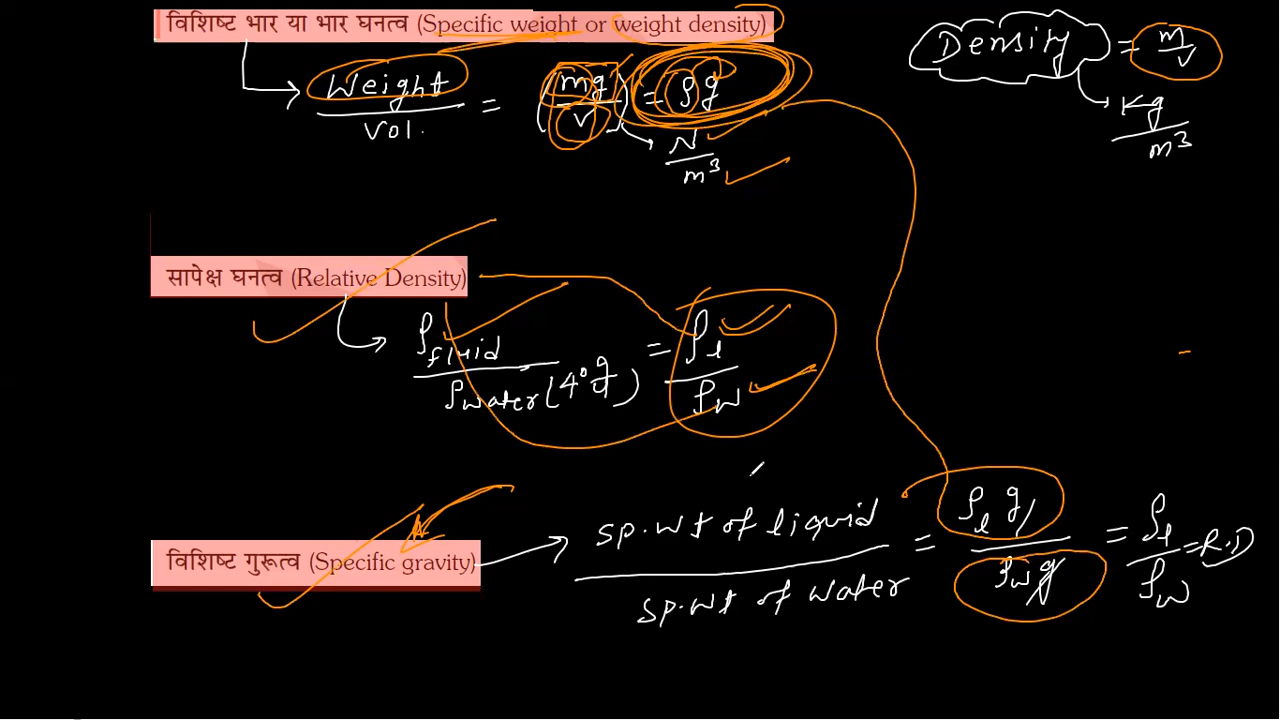 विशिष्ट भार या भार घनत्व (Specific weight or weight density)
Density = m/v
Kg/m³
Weight/Vol. = (mg/v) = ρg
N/m³
सापेक्ष घनत्व (Relative Density)
ρfluid/ρwater(4°C) = ρl/ρw
विशिष्ट गुरूत्व (Specific gravity)
sp.wt of liquid/sp.wt of water = ρl g/ρw g = ρl/ρw = R.D